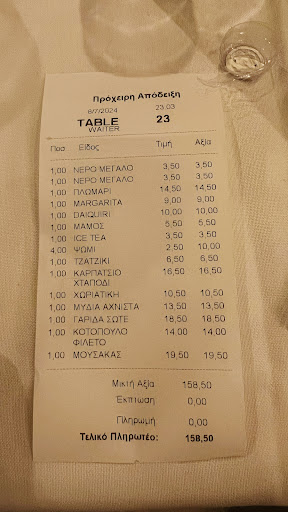 Πρόχειρη Απόδειξη
6/7/2024 23.03
TABLE 23
WAITER
Ποσ Είδος Τιμή Αξία
1,00 ΝΕΡΟ ΜΕΓΑΛΟ 3,50 3,50
1,00 ΝΕΡΟ ΜΕΓΑΛΟ 3,50 3,50
1,00 ΠΛΩΜΑΡΙ 14,50 14,50
1,00 MARGARITA 9,00 9,00
1,00 DAIQUIRI 10,00 10,00
1,00 ΜΑΜΟΣ 5,50 5,50
1,00 ICE TEA 3,50 3,50
4,00 ΨΩΜΙ 2,50 10,00
1,00 ΤΖΑΤΖΙΚΙ 6,50 6,50
1,00 ΚΑΡΠΑΤΣΙΟ 16,50 16,50
ΧΤΑΠΟΔΙ
1,00 ΧΩΡΙΑΤΙΚΗ 10,50 10,50
1,00 ΜΥΔΙΑ ΑΧΝΙΣΤΑ 13,50 13,50
1,00 ΓΑΡΙΔΑ ΣΩΤΕ 18,50 18,50
1,00 ΚΟΤΟΠΟΥΛΟ 14,00 14,00
ΦΙΛΕΤΟ
1,00 ΜΟΥΣΑΚΑΣ 19,50 19,50
Μικτή Αξία 158,50
Έκπτωση 0,00
Πληρωμή: 0,00
Τελικό Πληρωτέο: 158,50